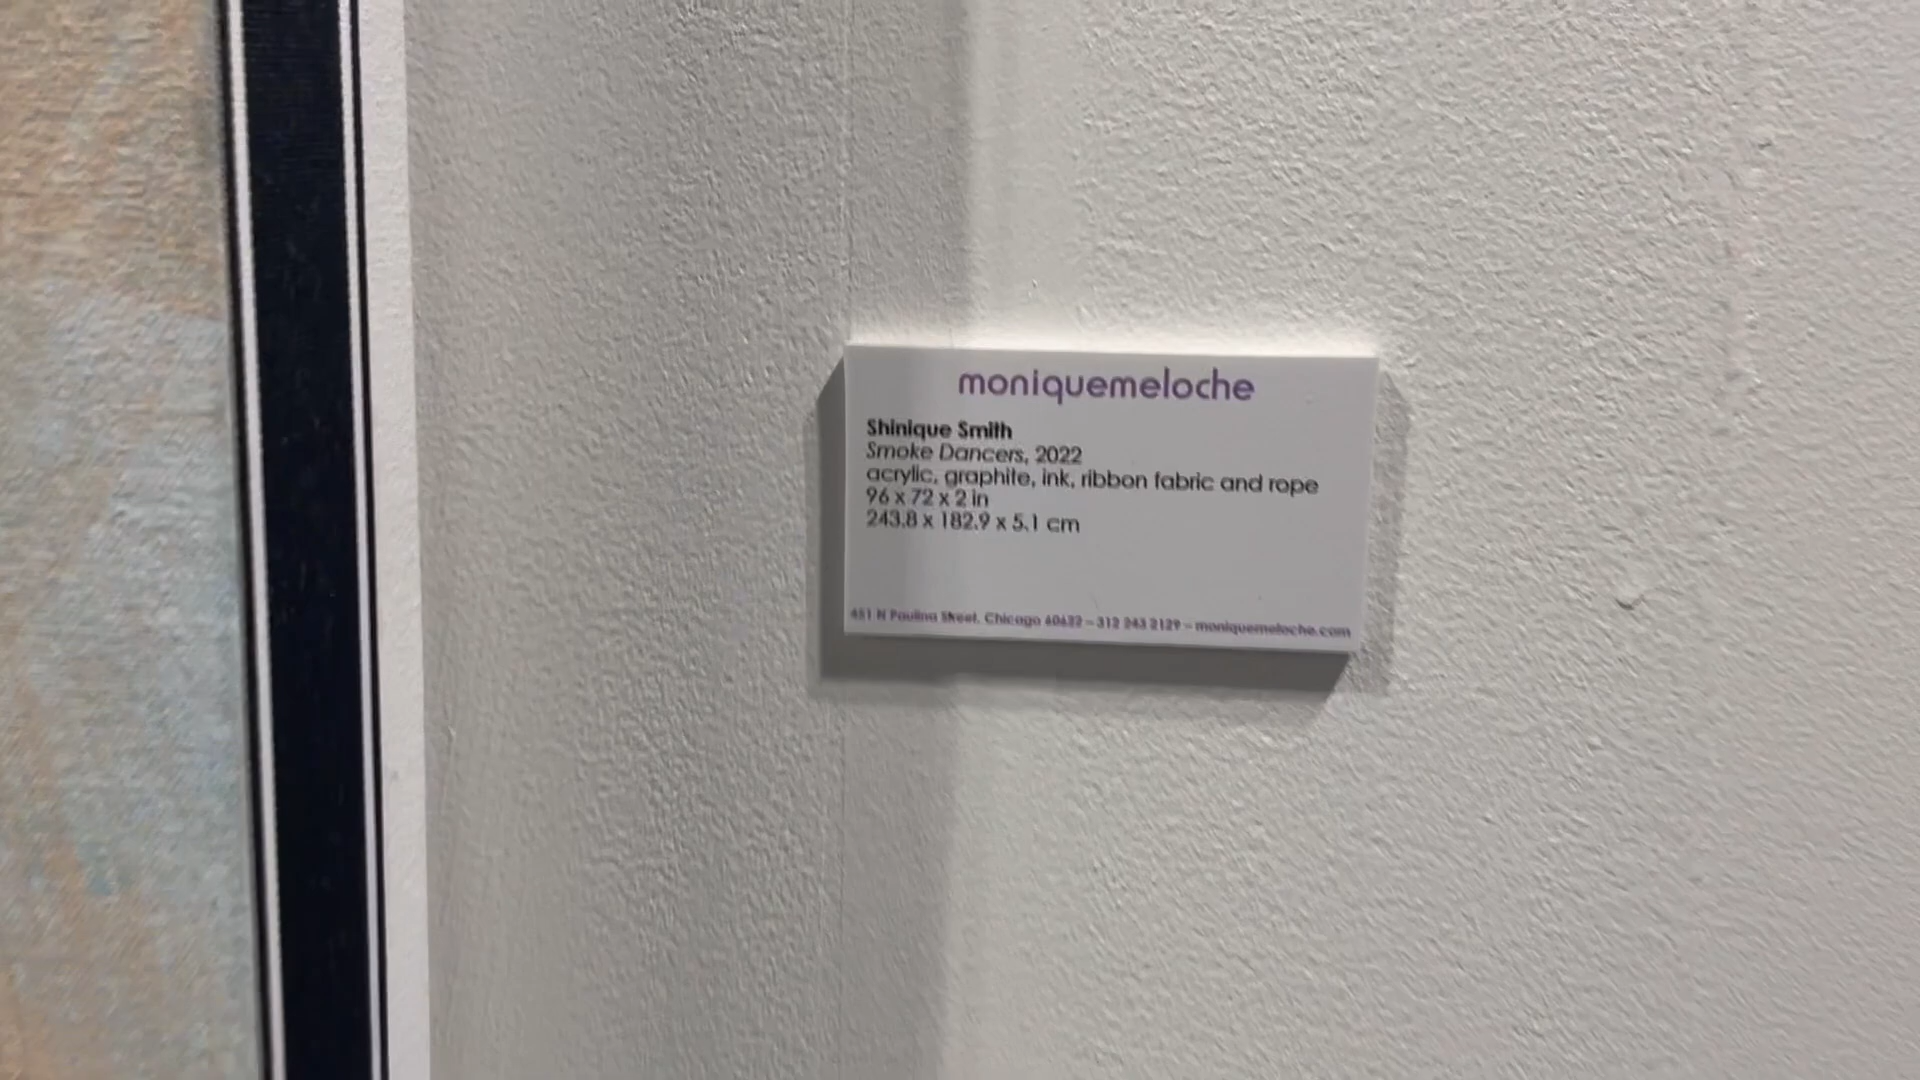 moniquemeloche
Shinique Smith
Smoke Dancers, 2022
acrylic, graphite, ink, ribbon fabric and rope
96 x 72 x 2 in
243.8 x 182.9 x 5.1 cm
451 N Paulina Street, Chicago 60622 – 312 243 2129 – moniquemeloche.com